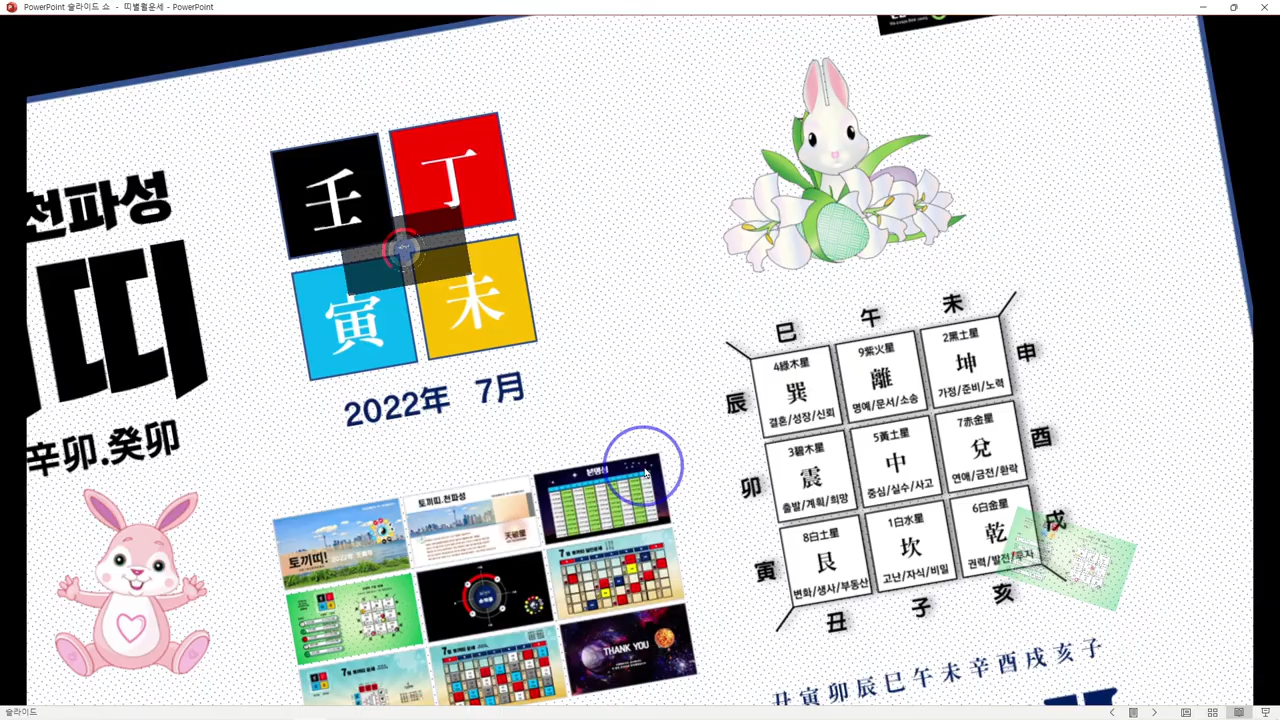 PowerPoint 슬라이드 쇼 - 띠별월운세 - PowerPoint
천파성
띠
辛卯.癸卯
壬 丁
寅 未
2022年 7月
토끼띠!
토끼띠.천파성
天破星
본명성
7월 토끼띠
THANK YOU
巳 午 未
辰 申
卯 酉
寅 戌
丑 子 亥
4綠木星
巽
결혼/성장/신뢰
9紫火星
離
명예/문서/소송
2黑土星
坤
가정/준비/노력
3碧木星
震
출발/계획/희망
5黃土星
中
중심/실수/사고
7赤金星
兌
연애/금전/환락
8白土星
艮
변화/생사/부동산
1白水星
坎
고난/자식/비밀
6白金星
乾
권력/발전/투자
丑寅卯辰巳午未辛酉戌亥子
슬라이드